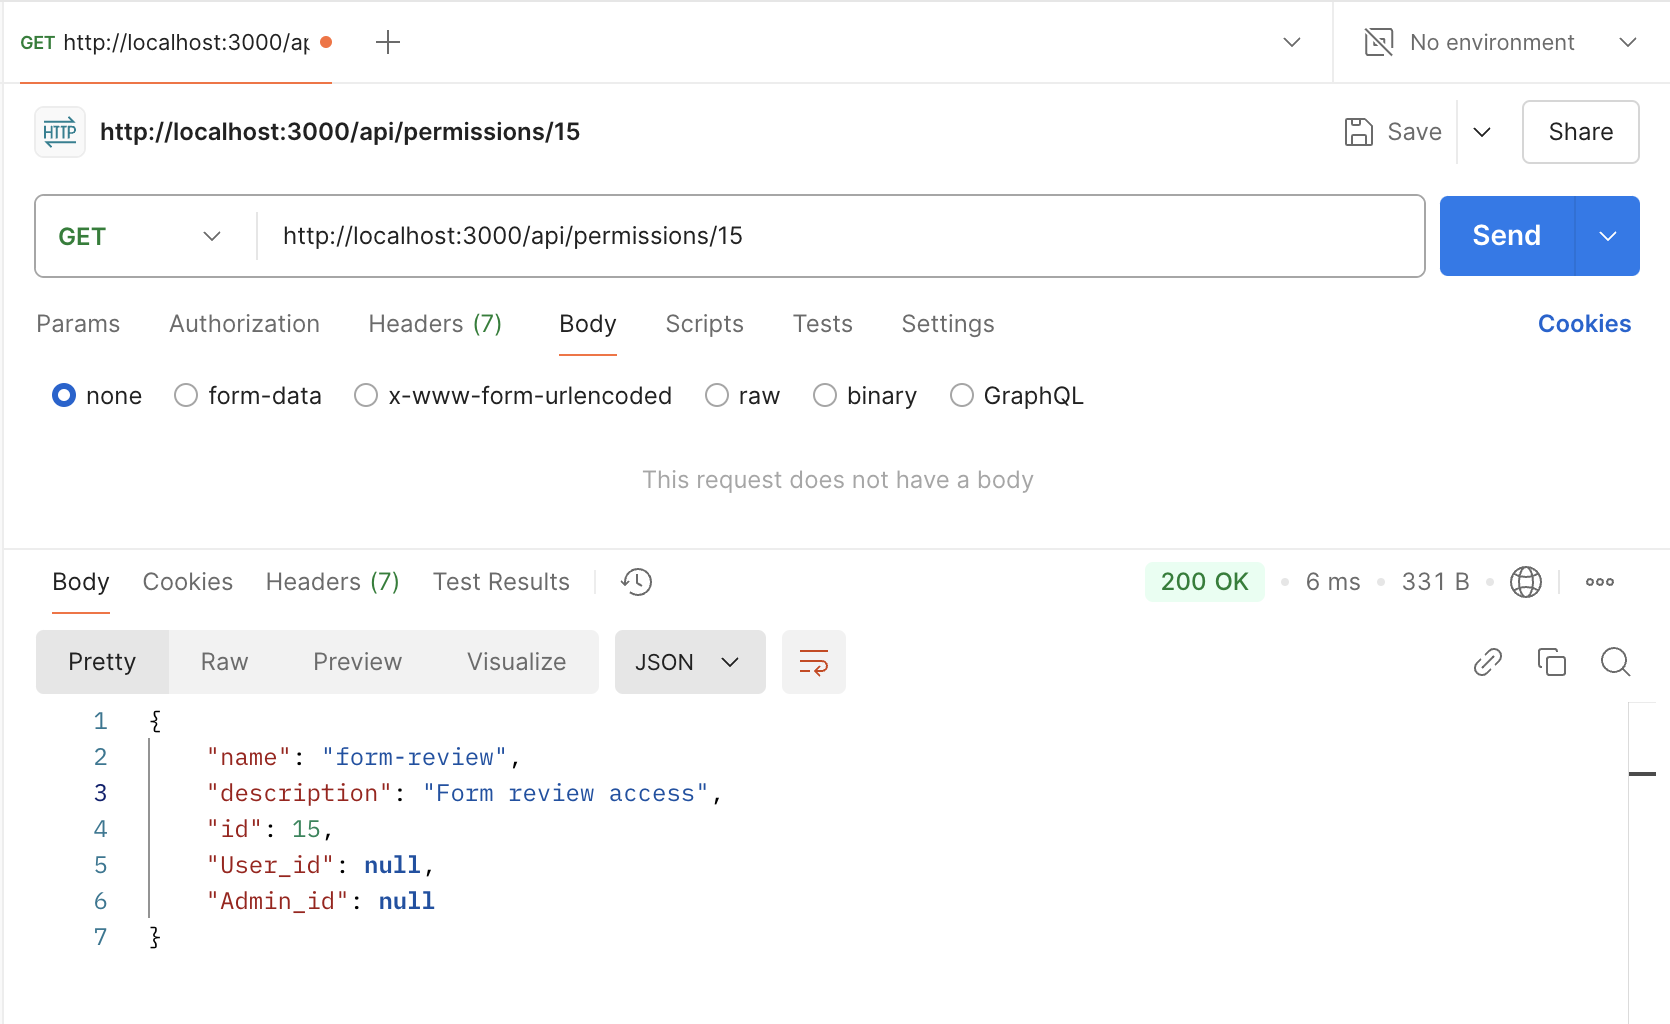 GET http://localhost:3000/ap
No environment
HTTP http://localhost:3000/api/permissions/15
Save
Share
GET http://localhost:3000/api/permissions/15
Send
Params Authorization Headers (7) Body Scripts Tests Settings Cookies
none form-data x-www-form-urlencoded raw binary GraphQL
This request does not have a body
Body Cookies Headers (7) Test Results 200 OK 6 ms 331 B
Pretty Raw Preview Visualize JSON
1 {
2 "name": "form-review",
3 "description": "Form review access",
4 "id": 15,
5 "User_id": null,
6 "Admin_id": null
7 }